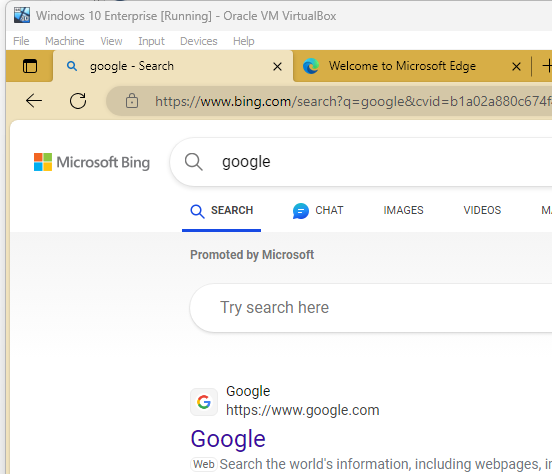 Windows 10 Enterprise [Running] - Oracle VM VirtualBox
File Machine View Input Devices Help
google - Search Welcome to Microsoft Edge
https://www.bing.com/search?q=google&cvid=b1a02a880c674f
Microsoft Bing google
SEARCH CHAT IMAGES VIDEOS
Promoted by Microsoft
Try search here
G Google
https://www.google.com
Google
Web Search the world's information, including webpages,